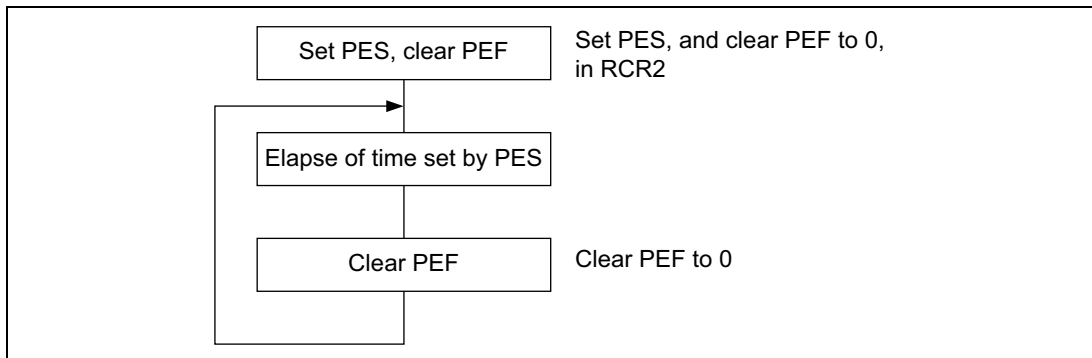 Set PES, clear PEF
Set PES, and clear PEF to 0,
in RCR2
Elapse of time set by PES
Clear PEF
Clear PEF to 0